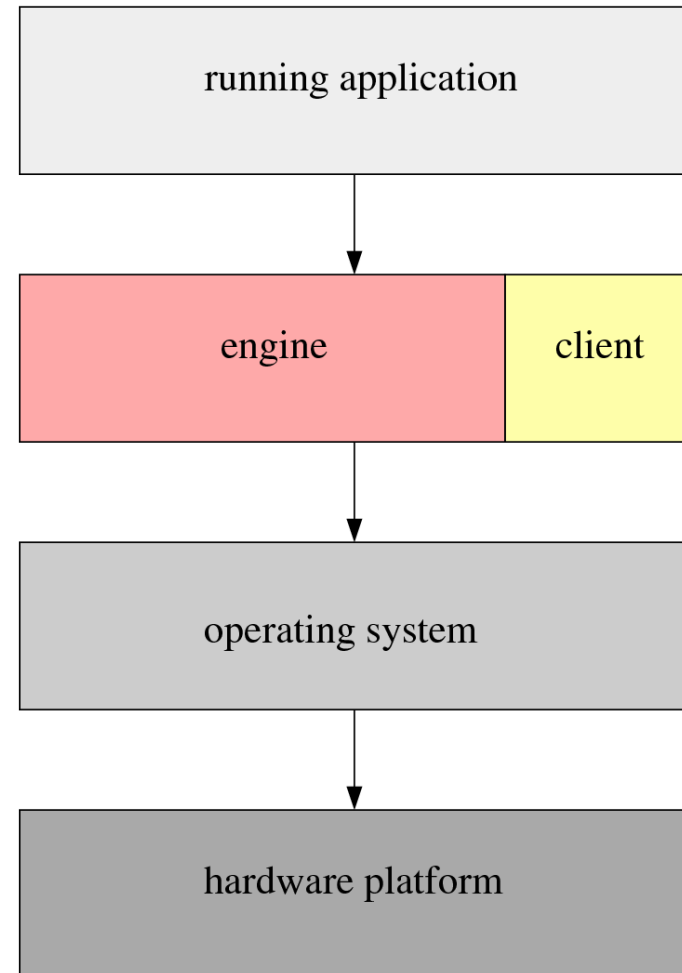 running application
engine
client
operating system
hardware platform